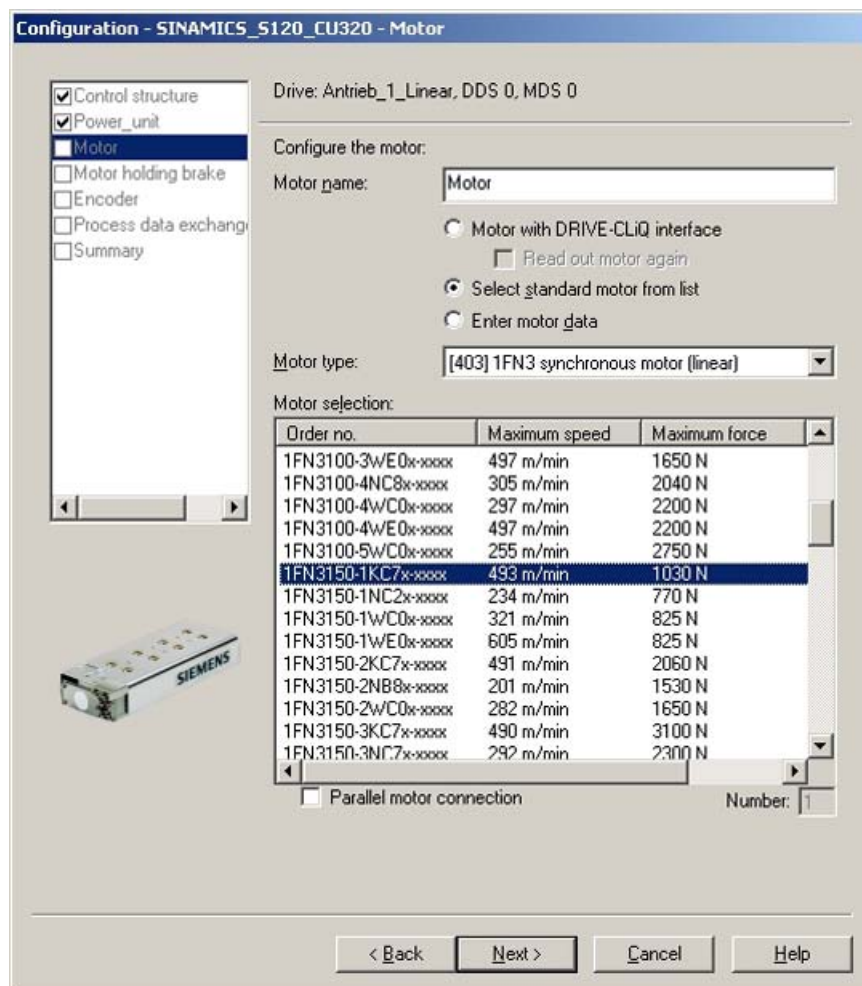 Configuration - SINAMICS_S120_CU320 - Motor
Control structure
Power_unit
Motor
Motor holding brake
Encoder
Process data exchang
Summary
Drive: Antrieb_1_Linear, DDS 0, MDS 0
Configure the motor:
Motor name: Motor
Motor with DRIVE-CLiQ interface
Read out motor again
Select standard motor from list
Enter motor data
Motor type: [403] 1FN3 synchronous motor (linear)
Motor selection:
Order no. Maximum speed Maximum force
1FN3100-3WE0x-xxxx 497 m/min 1650 N
1FN3100-4NC8x-xxxx 305 m/min 2040 N
1FN3100-4WC0x-xxxx 297 m/min 2200 N
1FN3100-4WE0x-xxxx 497 m/min 2200 N
1FN3100-5WC0x-xxxx 255 m/min 2750 N
1FN3150-1KC7x-xxxx 493 m/min 1030 N
1FN3150-1NC2x-xxxx 234 m/min 770 N
1FN3150-1WC0x-xxxx 321 m/min 825 N
1FN3150-1WE0x-xxxx 605 m/min 825 N
1FN3150-2KC7x-xxxx 491 m/min 2060 N
1FN3150-2NB8x-xxxx 201 m/min 1530 N
1FN3150-2WC0x-xxxx 282 m/min 1650 N
1FN3150-3KC7x-xxxx 490 m/min 3100 N
1FN3150-3NC7x-xxxx 292 m/min 2300 N
SIEMENS
Parallel motor connection Number: 1
< Back Next > Cancel Help